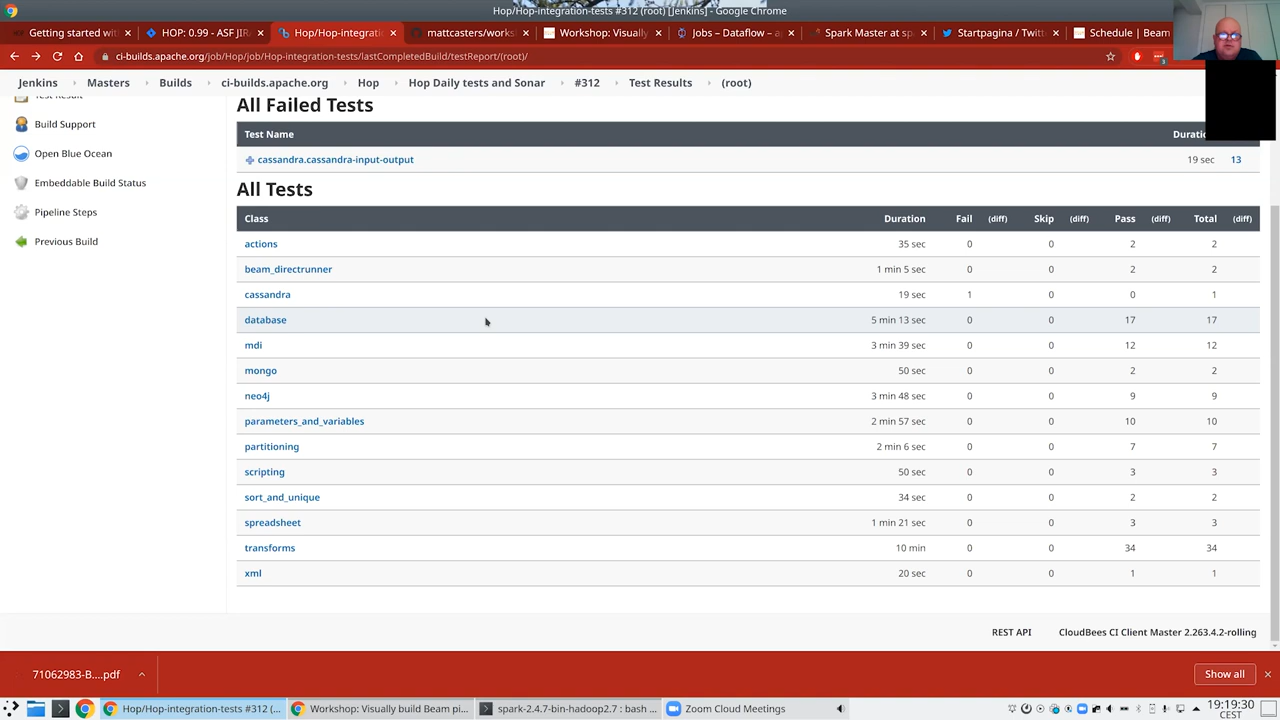 Hop/Hop-integration-tests #312 (root) [Jenkins] - Google Chrome
Getting started wit
HOP: 0.99 - ASF JIR
Hop/Hop-integration
mattcasters/works
Workshop: Visually
Jobs – Dataflow – a
Spark Master at sp
Startpagina / Twitt
Schedule | Beam
ci-builds.apache.org/job/Hop/job/Hop-integration-tests/lastCompletedBuild/testReport/(root)/
Jenkins Masters Builds ci-builds.apache.org Hop Hop Daily tests and Sonar #312 Test Results (root)
Build Support
Open Blue Ocean
Embeddable Build Status
Pipeline Steps
Previous Build
All Failed Tests
Test Name
cassandra.cassandra-input-output 19 sec 13
All Tests
Class Duration Fail (diff) Skip (diff) Pass (diff) Total (diff)
actions 35 sec 0 0 2 2
beam_directrunner 1 min 5 sec 0 0 2 2
cassandra 19 sec 1 0 0 1
database 5 min 13 sec 0 0 17 17
mdi 3 min 39 sec 0 0 12 12
mongo 50 sec 0 0 2 2
neo4j 3 min 48 sec 0 0 9 9
parameters_and_variables 2 min 57 sec 0 0 10 10
partitioning 2 min 6 sec 0 0 7 7
scripting 50 sec 0 0 3 3
sort_and_unique 34 sec 0 0 2 2
spreadsheet 1 min 21 sec 0 0 3 3
transforms 10 min 0 0 34 34
xml 20 sec 0 0 1 1
REST API CloudBees CI Client Master 2.263.4.2-rolling
71062983-B....pdf
Show all
Hop/Hop-integration-tests #312 (...
Workshop: Visually build Beam pi...
spark-2.4.7-bin-hadoop2.7 : bash ...
Zoom Cloud Meetings
19:19:30
CEST